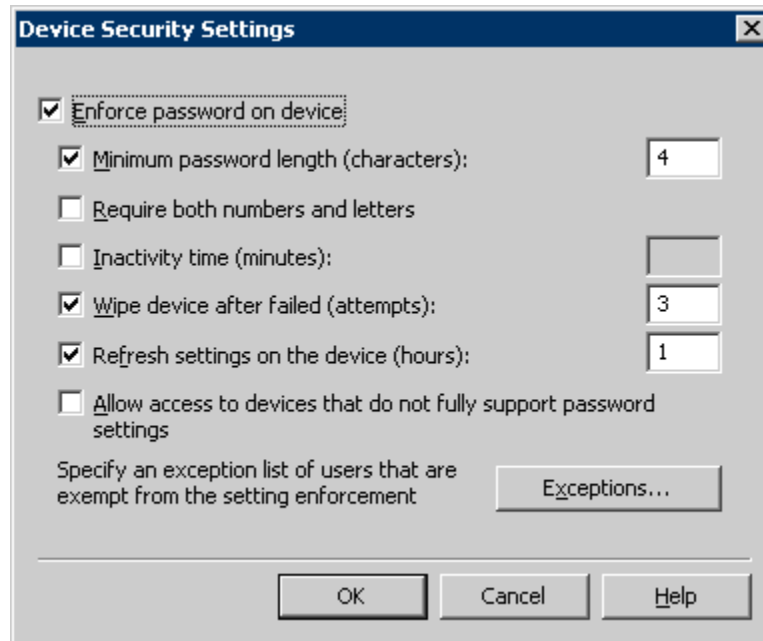 Device Security Settings
Enforce password on device
Minimum password length (characters): 4
Require both numbers and letters
Inactivity time (minutes):
Wipe device after failed (attempts): 3
Refresh settings on the device (hours): 1
Allow access to devices that do not fully support password
settings
Specify an exception list of users that are
exempt from the setting enforcement
Exceptions...
OK Cancel Help